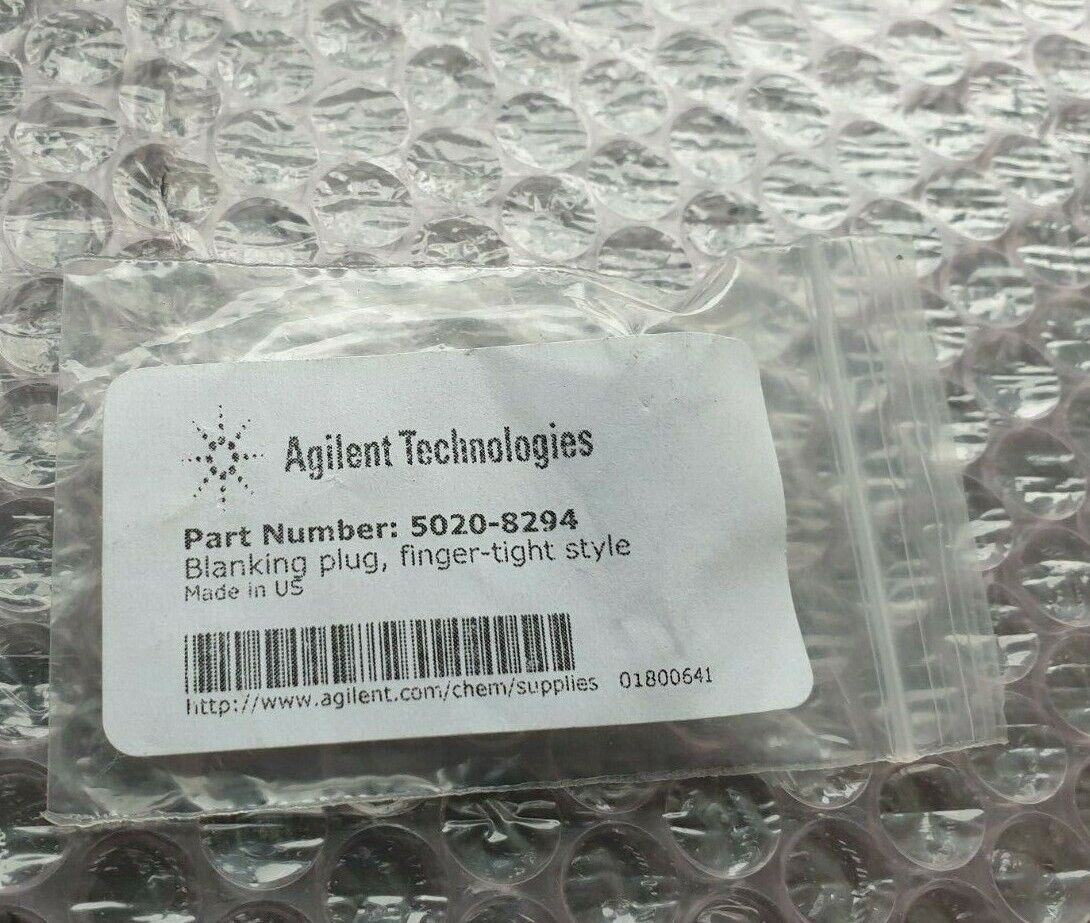 Agilent Technologies
Part Number: 5020-8294
Blanking plug, finger-tight style
Made in US
http://www.agilent.com/chem/supplies 01800641